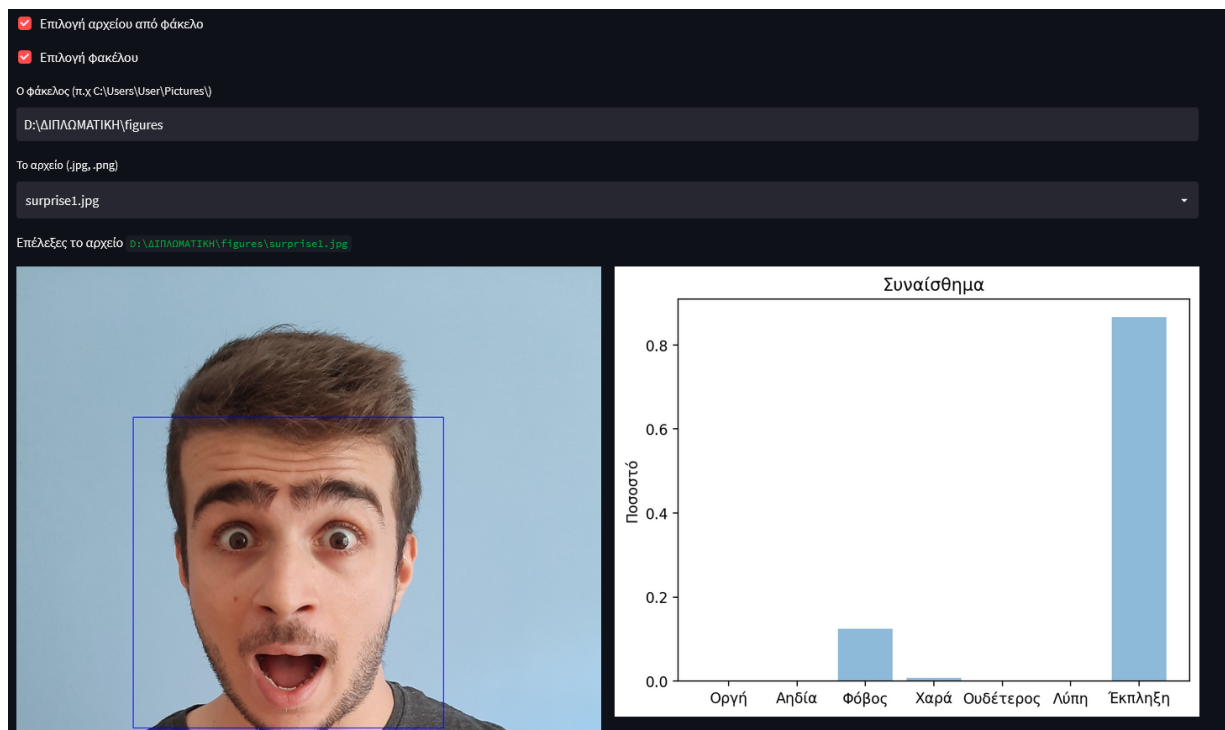 Επιλογή αρχείου από φάκελο
Επιλογή φακέλου
Ο φάκελος (π.χ C:\Users\User\Pictures\)
D:\ΔΙΠΛΩΜΑΤΙΚΗ\figures
Το αρχείο (.jpg, .png)
surprise1.jpg
Επέλεξες το αρχείο D:\ΔΙΠΛΩΜΑΤΙΚΗ\figures\surprise1.jpg
Συναίσθημα
Ποσοστό
0.8
0.6
0.4
0.2
0.0
Οργή Αηδία Φόβος Χαρά Ουδέτερος Λύπη Έκπληξη